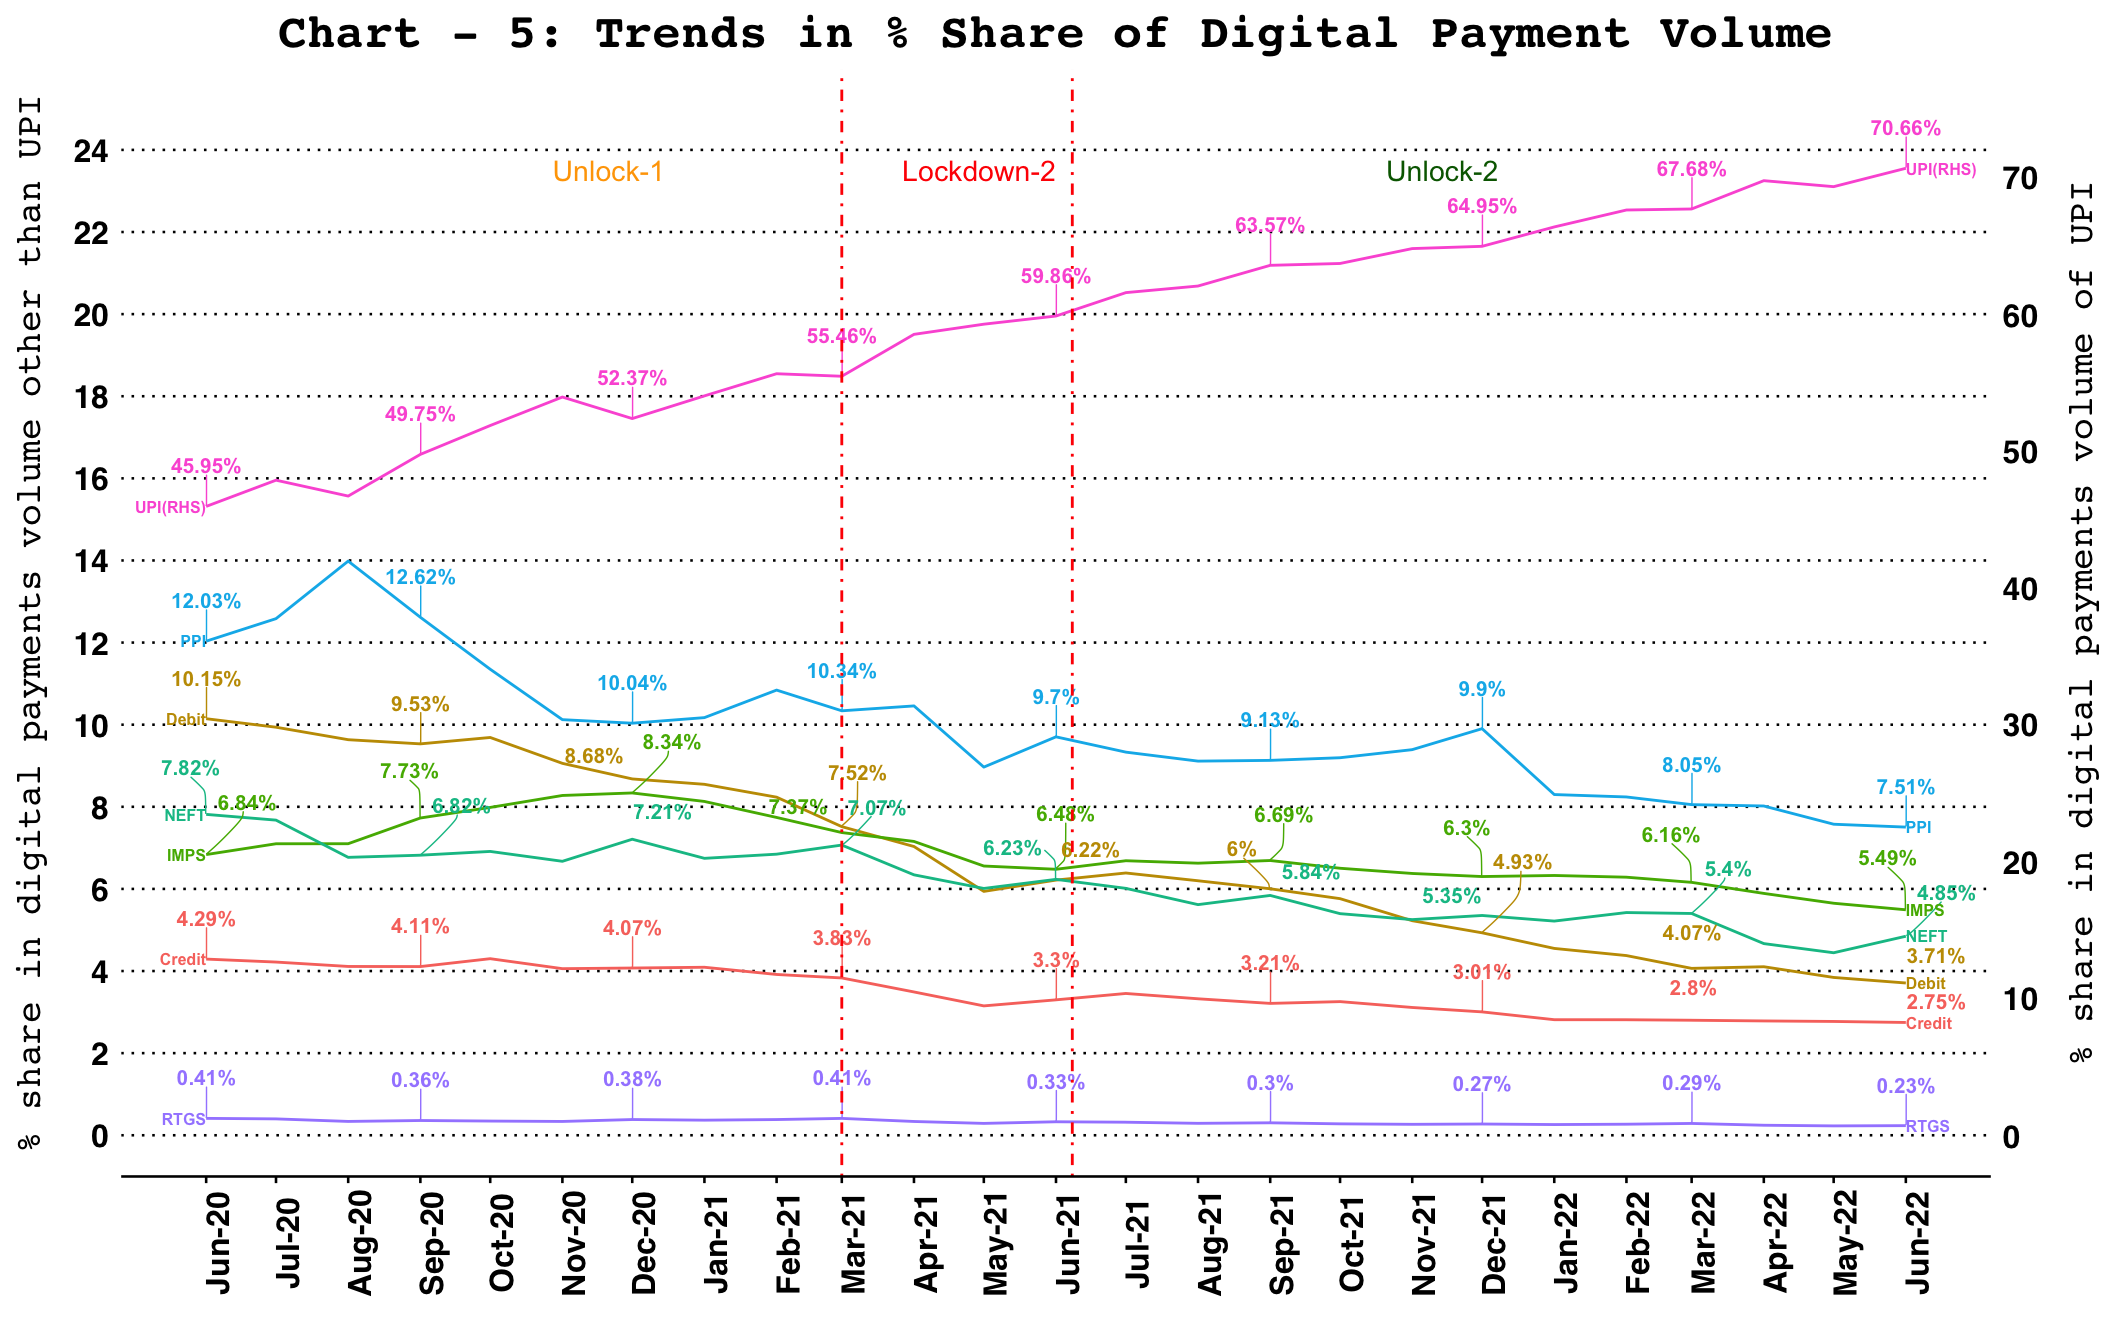 Chart – 5: Trends in % Share of Digital Payment Volume
% share in digital payments volume other than UPI
% share in digital payments volume of UPI
Unlock-1
Lockdown-2
Unlock-2
24
22
20
18
16
14
12
10
8
6
4
2
0
70
60
50
40
30
20
10
0
UPI(RHS)
45.95%
49.75%
52.37%
55.46%
59.86%
63.57%
64.95%
67.68%
70.66%
UPI(RHS)
PPI
12.03%
12.62%
10.04%
10.34%
9.7%
9.13%
9.9%
8.05%
7.51%
PPI
Debit
10.15%
9.53%
8.68%
7.52%
6.22%
6%
4.93%
4.07%
3.71%
Debit
NEFT
7.82%
6.82%
7.21%
7.07%
6.23%
5.84%
5.35%
5.4%
4.85%
NEFT
IMPS
6.84%
7.73%
8.34%
7.37%
6.48%
6.69%
6.3%
6.16%
5.49%
IMPS
Credit
4.29%
4.11%
4.07%
3.83%
3.3%
3.21%
3.01%
2.8%
2.75%
Credit
RTGS
0.41%
0.36%
0.38%
0.41%
0.33%
0.3%
0.27%
0.29%
0.23%
RTGS
Jun-20
Jul-20
Aug-20
Sep-20
Oct-20
Nov-20
Dec-20
Jan-21
Feb-21
Mar-21
Apr-21
May-21
Jun-21
Jul-21
Aug-21
Sep-21
Oct-21
Nov-21
Dec-21
Jan-22
Feb-22
Mar-22
Apr-22
May-22
Jun-22